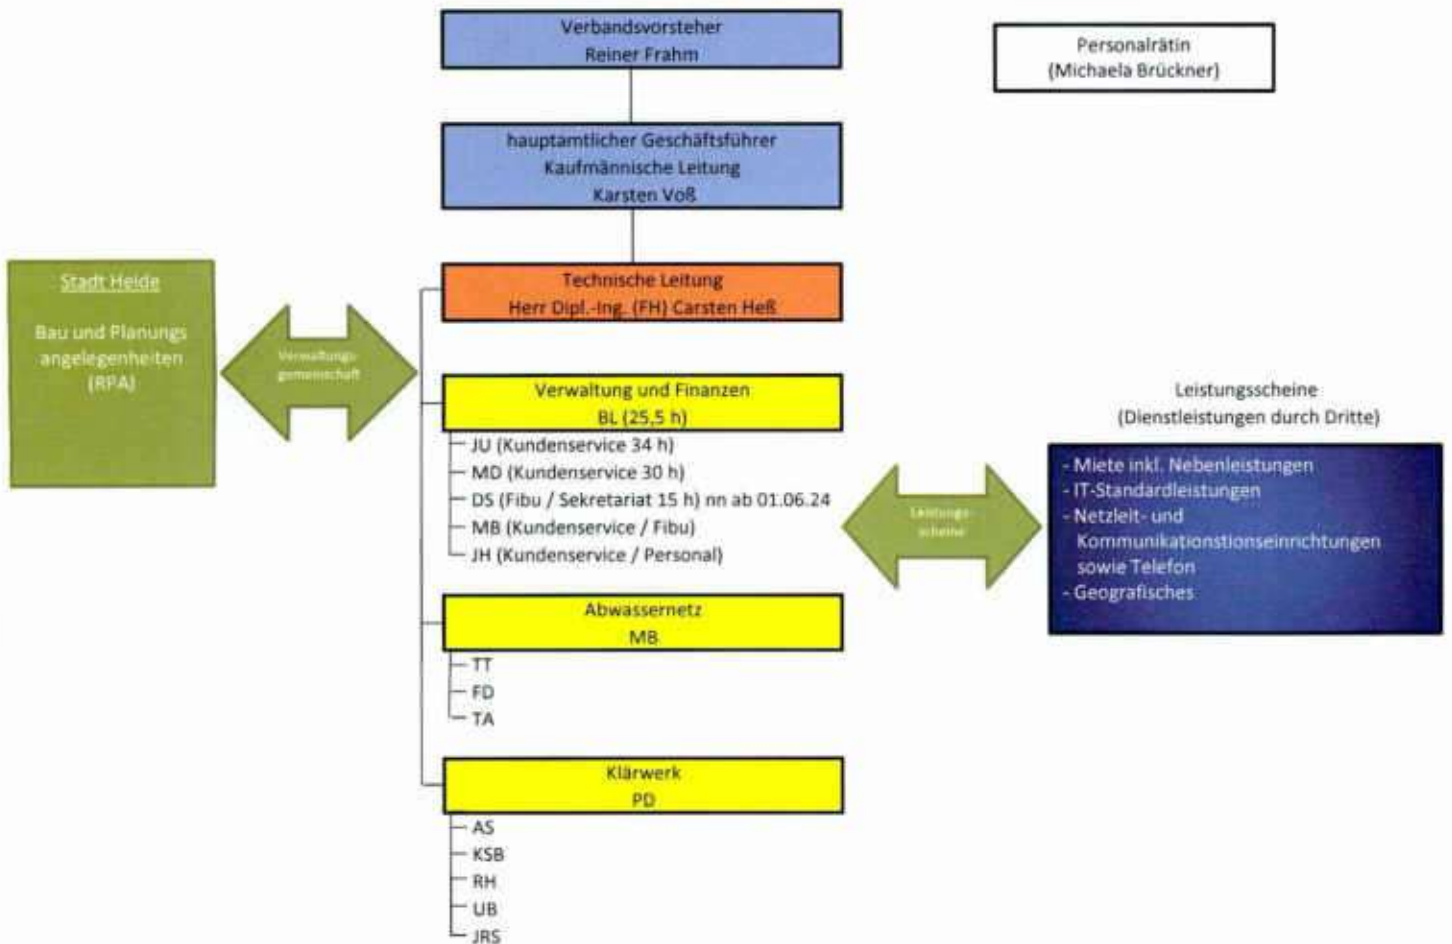 Verbandsvorsteher
Reiner Frahm
Personalrätin
(Michaela Brückner)
hauptamtlicher Geschäftsführer
Kaufmännische Leitung
Karsten Voß
Stadt Heide
Bau und Planungs
angelegenheiten
(RPA)
Verwaltungs-
gemeinschaft
Technische Leitung
Herr Dipl.-Ing. (FH) Carsten Heß
Verwaltung und Finanzen
BL (25,5 h)
JU (Kundenservice 34 h)
MD (Kundenservice 30 h)
DS (Fibu / Sekretariat 15 h) nn ab 01.06.24
MB (Kundenservice / Fibu)
JH (Kundenservice / Personal)
Leistungs-
scheine
Leistungsscheine
(Dienstleistungen durch Dritte)
- Miete inkl. Nebenleistungen
- IT-Standardleistungen
- Netzleit- und
Kommunikationstionseinrichtungen
sowie Telefon
- Geografisches
Abwassernetz
MB
TT
FD
TA
Klärwerk
PD
AS
KSB
RH
UB
JRS